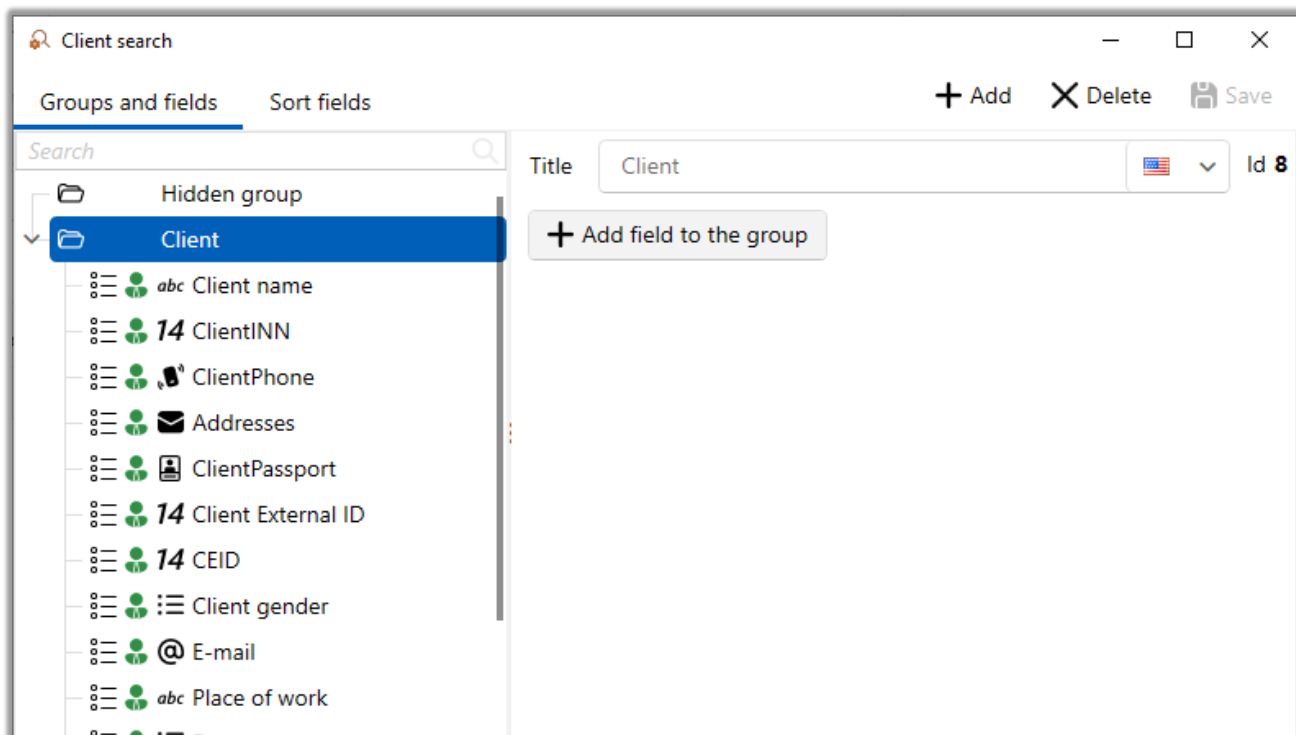 Client search
Groups and fields Sort fields
Add Delete Save
Search
Title Client Id 8
Hidden group
Client
Add field to the group
abc Client name
14 ClientINN
ClientPhone
Addresses
ClientPassport
14 Client External ID
14 CEID
Client gender
@ E-mail
abc Place of work